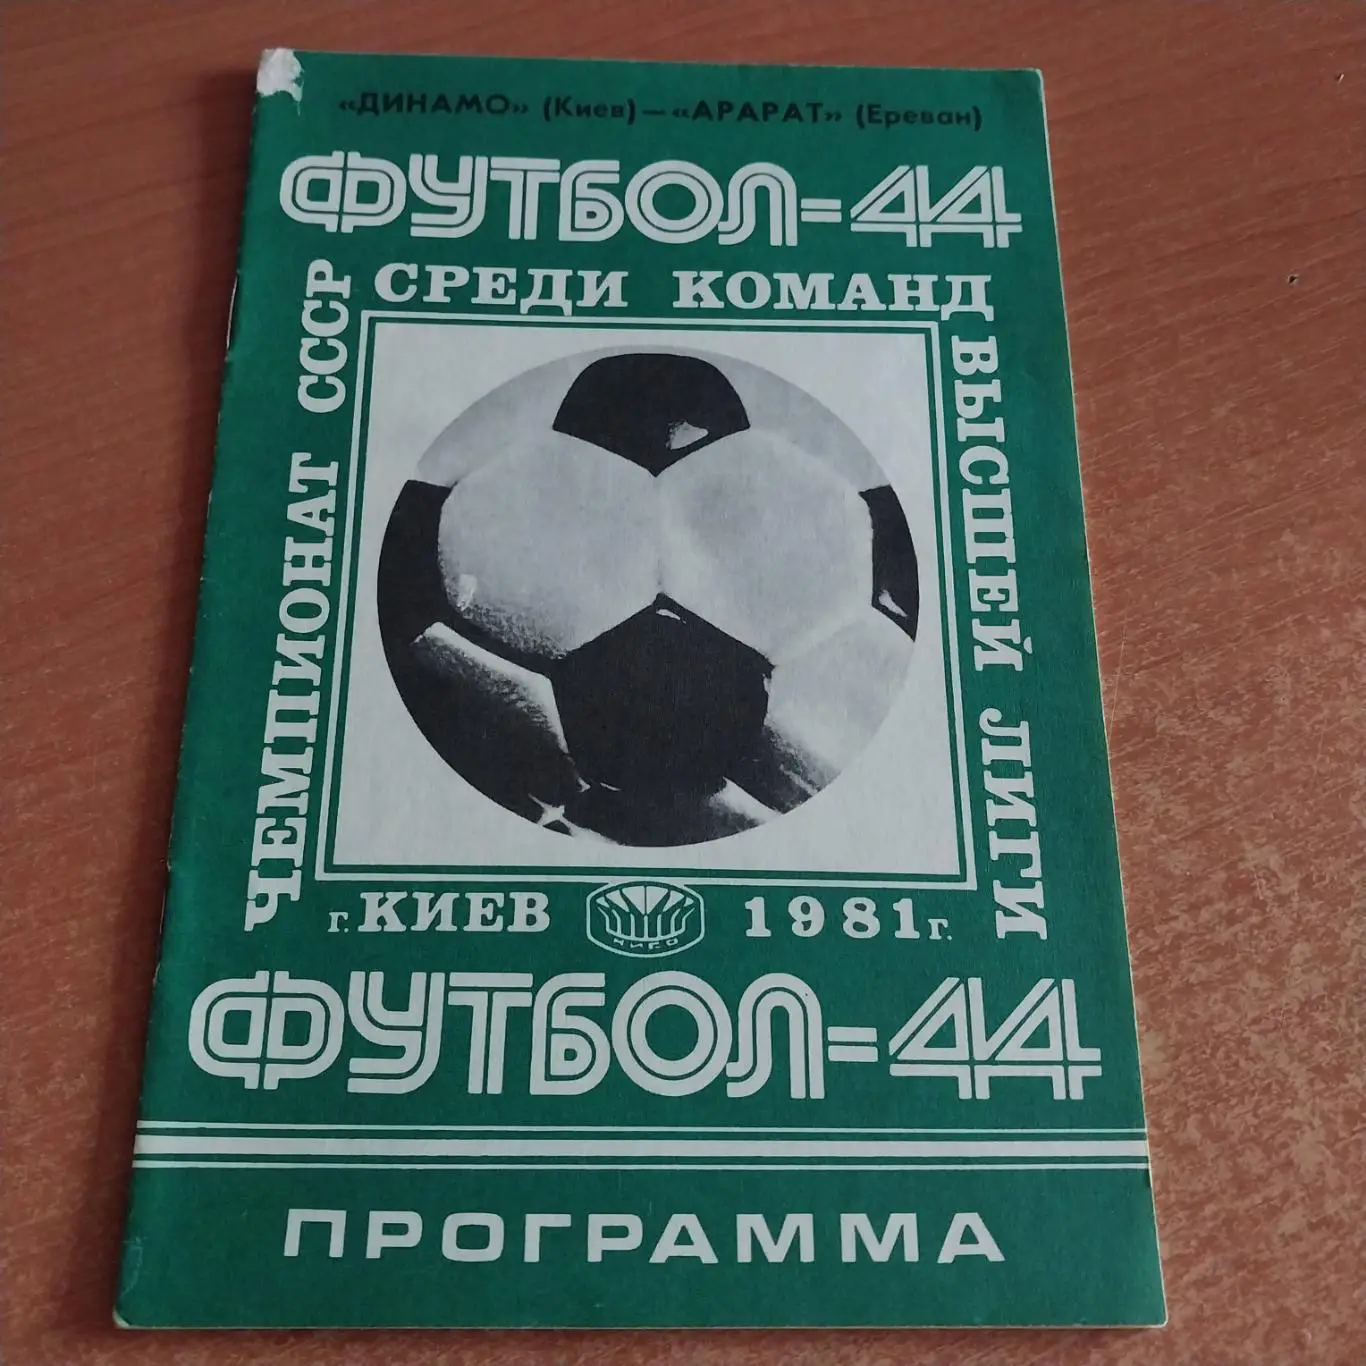 «ДИНАМО» (Киев) — «АРАРАТ» (Ереван)
ФУТБОЛ-44
ЧЕМПИОНАТ СССР
СРЕДИ КОМАНД
ВЫСШЕЙ ЛИГИ
г. КИЕВ 1981 г.
ФУТБОЛ-44
ПРОГРАММА